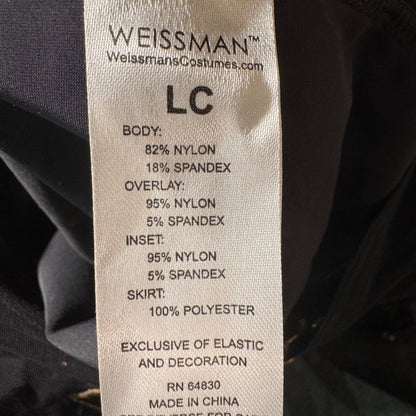 WEISSMAN™
WeissmansCostumes.com
LC
BODY:
82% NYLON
18% SPANDEX
OVERLAY:
95% NYLON
5% SPANDEX
INSET:
95% NYLON
5% SPANDEX
SKIRT:
100% POLYESTER
EXCLUSIVE OF ELASTIC
AND DECORATION
RN 64830
MADE IN CHINA